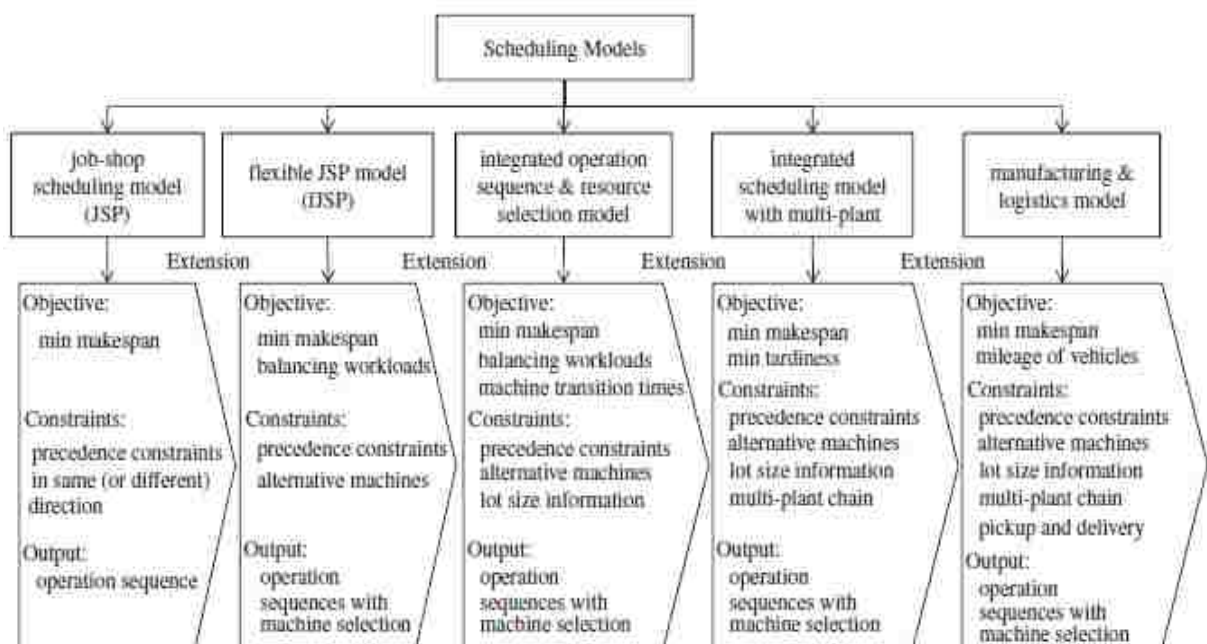 Scheduling Models
job-shop
scheduling model
(JSP)
flexible JSP model
(fJSP)
integrated operation
sequence & resource
selection model
integrated
scheduling model
with multi-plant
manufacturing &
logistics model
Extension
Extension
Extension
Extension
Objective:
min makespan
Constraints:
precedence constraints
in same (or different)
direction
Output:
operation sequence
Objective:
min makespan
balancing workloads
Constraints:
precedence constraints
alternative machines
Output:
operation
sequences with
machine selection
Objective:
min makespan
balancing workloads
machine transition times
Constraints:
precedence constraints
alternative machines
lot size information
Output:
operation
sequences with
machine selection
Objective:
min makespan
min tardiness
Constraints:
precedence constraints
alternative machines
lot size information
multi-plant chain
Output:
operation
sequences with
machine selection
Objective:
min makespan
mileage of vehicles
Constraints:
precedence constraints
alternative machines
lot size information
multi-plant chain
pickup and delivery
Output:
operation
sequences with
machine selection